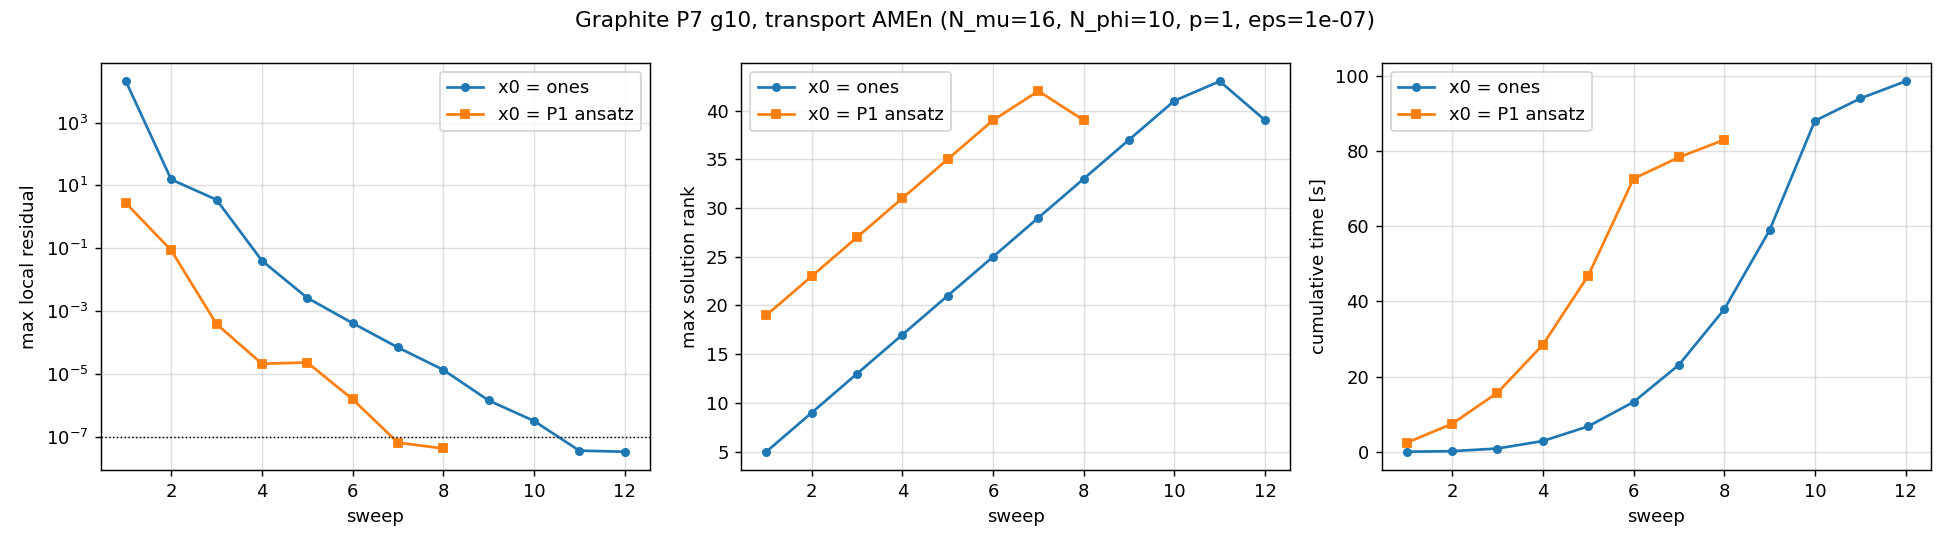 Graphite P7 g10, transport AMEn (N_mu=16, N_phi=10, p=1, eps=1e-07)
max local residual
10^3
10^1
10^-1
10^-3
10^-5
10^-7
x0 = ones
x0 = P1 ansatz
2 4 6 8 10 12
sweep
max solution rank
40
35
30
25
20
15
10
5
x0 = ones
x0 = P1 ansatz
2 4 6 8 10 12
sweep
cumulative time [s]
100
80
60
40
20
0
x0 = ones
x0 = P1 ansatz
2 4 6 8 10 12
sweep